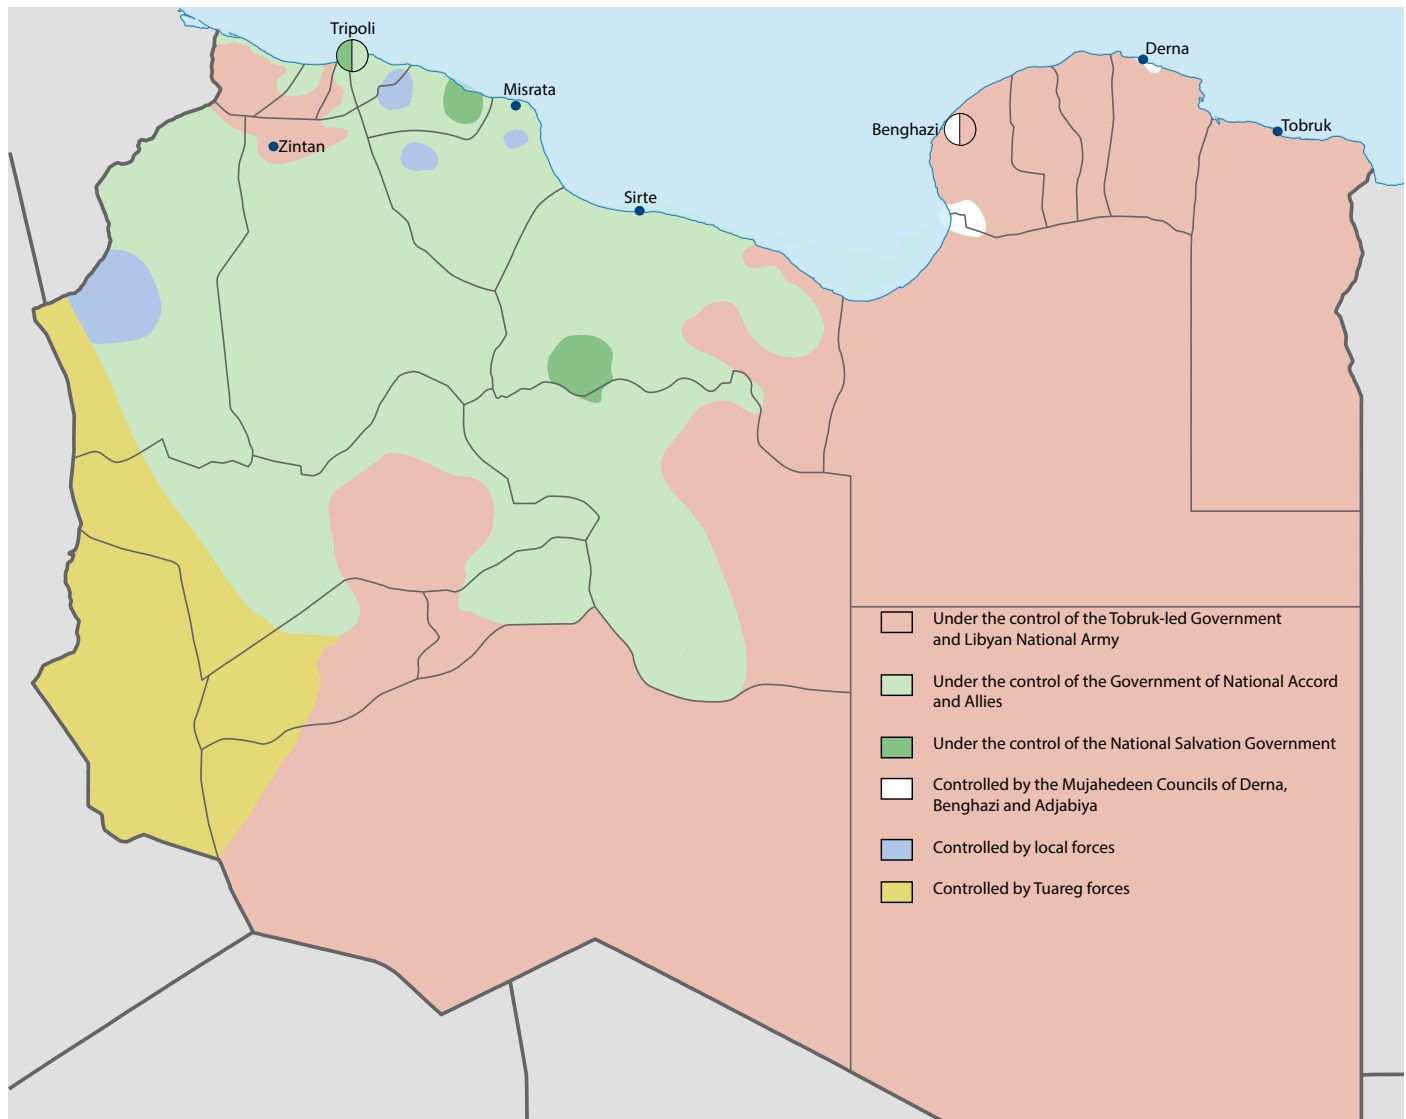 Tripoli
Derna
Misrata
Tobruk
Benghazi
Zintan
Sirte
Under the control of the Tobruk-led Government
and Libyan National Army
Under the control of the Government of National Accord
and Allies
Under the control of the National Salvation Government
Controlled by the Mujahedeen Councils of Derna,
Benghazi and Adjabiya
Controlled by local forces
Controlled by Tuareg forces